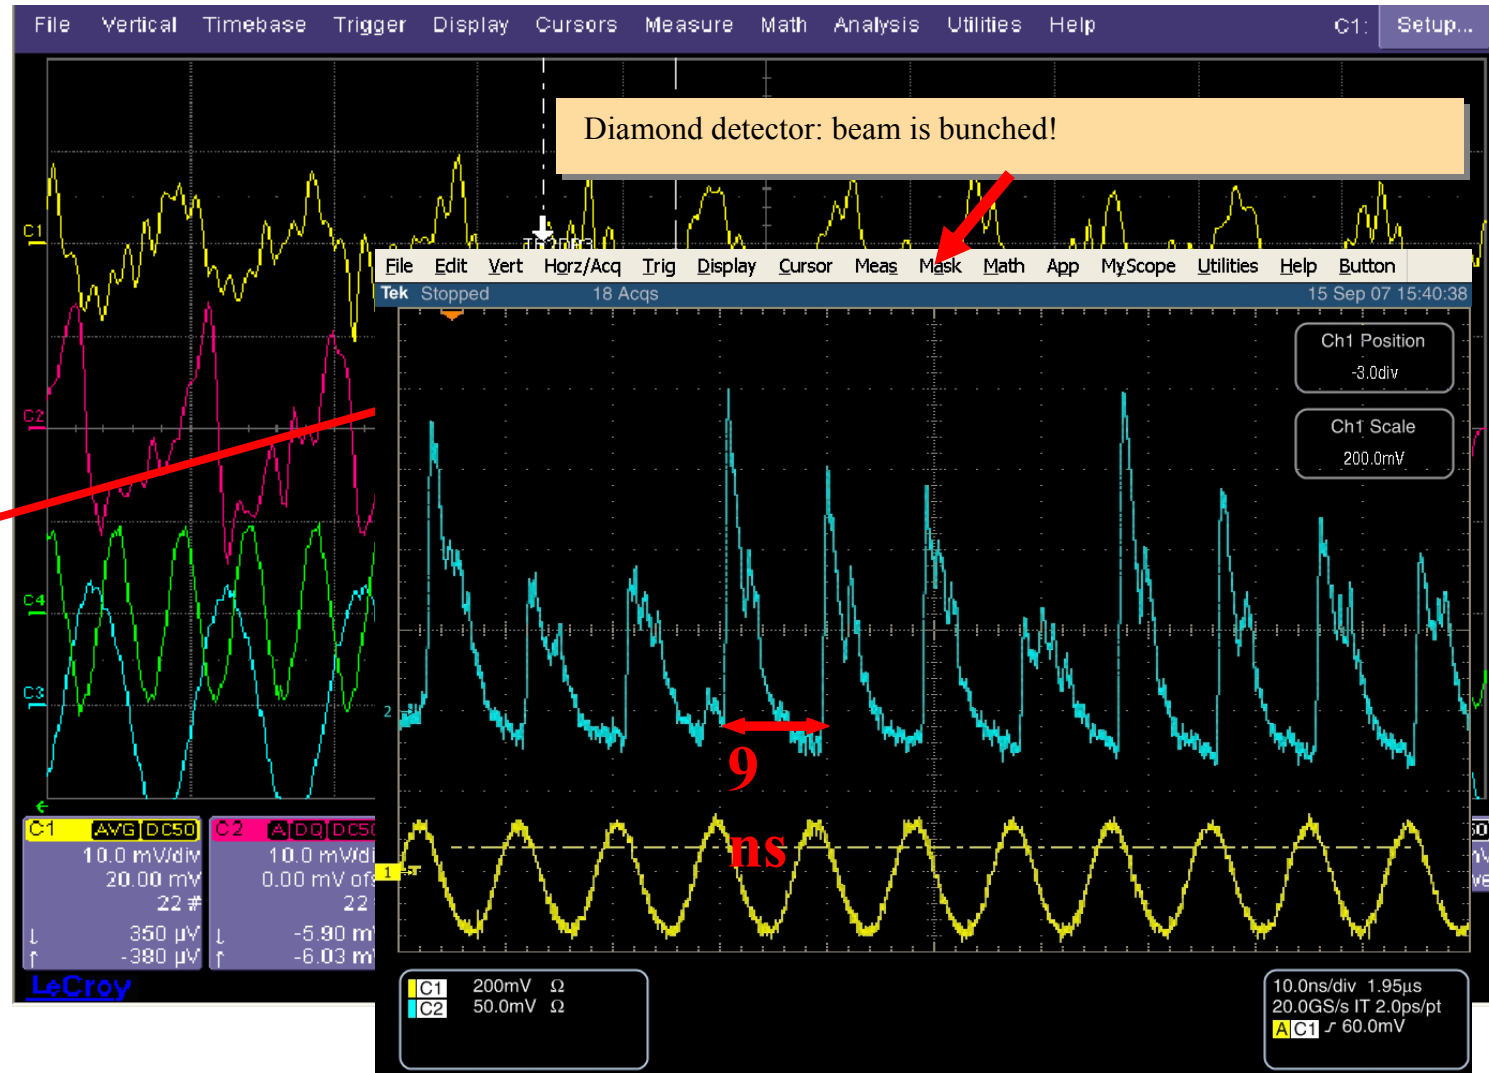 File Vertical Timebase Trigger Display Cursors Measure Math Analysis Utilities Help C1: Setup...
Diamond detector: beam is bunched!
C1
File Edit Vert Horz/Acq Trig Display Cursor Meas Mask Math App MyScope Utilities Help Button
Tek Stopped 18 Acqs 15 Sep 07 15:40:38
Ch1 Position
-3.0div
C2
Ch1 Scale
200.0mV
C4
C3
2
9
ns
1
C1 AVG DC50 C2 A DQ DC50
10.0 mV/div 10.0 mV/di
20.00 mV 0.00 mV ofs
22 # 22
↓ 350 µV ↓ -5.90 m
↑ -380 µV ↑ -6.03 m
LeCroy
C1 200mV Ω
C2 50.0mV Ω
10.0ns/div 1.95µs
20.0GS/s IT 2.0ps/pt
A C1 60.0mV